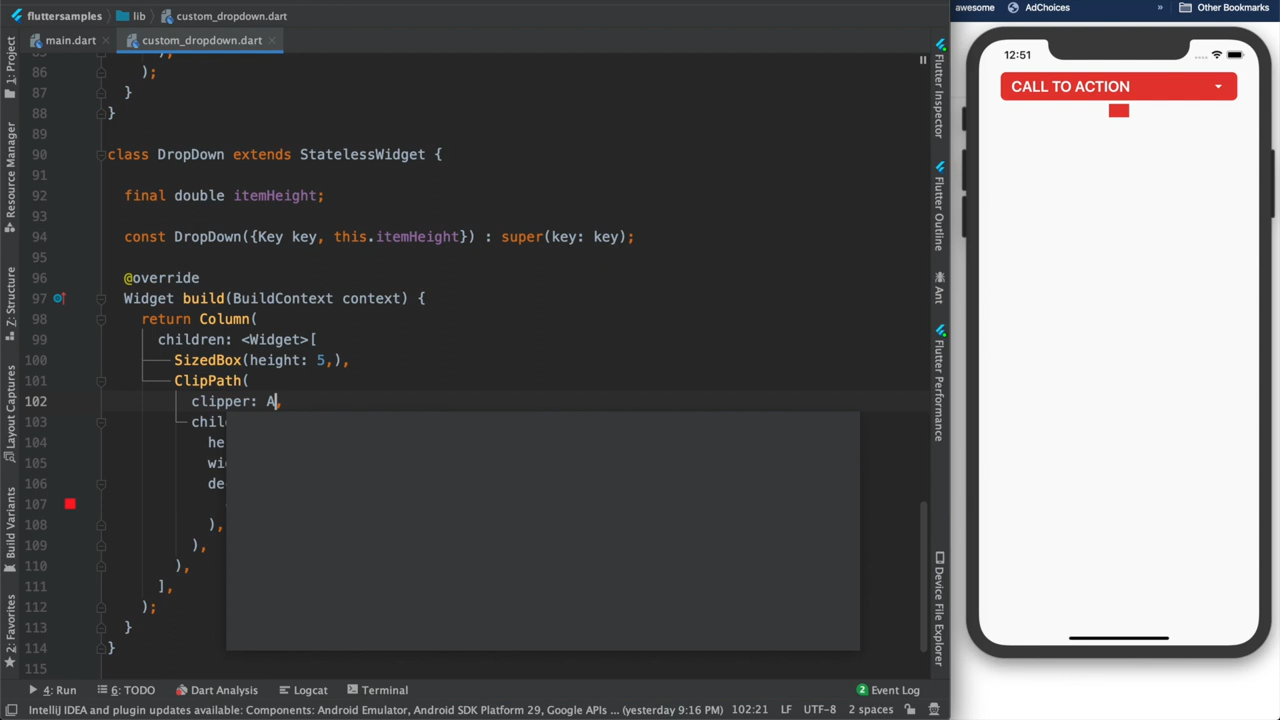 fluttersamples
lib
custom_dropdown.dart
awesome
AdChoices
»
Other Bookmarks
main.dart
custom_dropdown.dart
1: Project
Resource Manager
Z: Structure
Layout Captures
Build Variants
2: Favorites
86
);
87
}
88
}
89
90
class DropDown extends StatelessWidget {
91
92
final double itemHeight;
93
94
const DropDown({Key key, this.itemHeight}) : super(key: key);
95
96
@override
97
Widget build(BuildContext context) {
98
return Column(
99
children: <Widget>[
100
SizedBox(height: 5,),
101
ClipPath(
102
clipper: A,
103
104
105
106
107
108
),
109
),
110
),
111
],
112
);
113
}
114
}
115
Flutter Inspector
Flutter Outline
Ant
Flutter Performance
Device File Explorer
12:51
CALL TO ACTION
4: Run
6: TODO
Dart Analysis
Logcat
Terminal
2 Event Log
IntelliJ IDEA and plugin updates available: Components: Android Emulator, Android SDK Platform 29, Google APIs ... (yesterday 9:16 PM)
102:21
LF
UTF-8
2 spaces